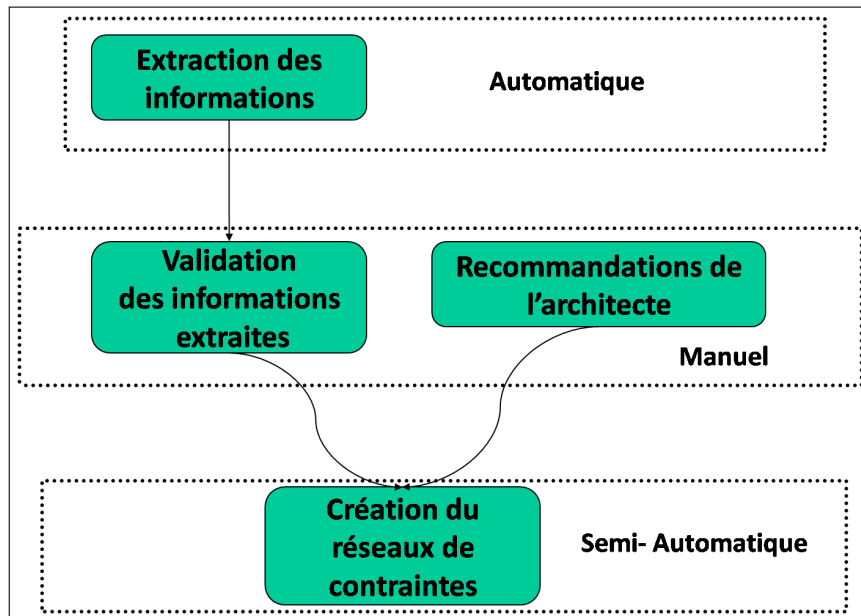 Extraction des
informations
Automatique
Validation
des informations
extraites
Recommandations de
l'architecte
Manuel
Création du
réseaux de
contraintes
Semi- Automatique